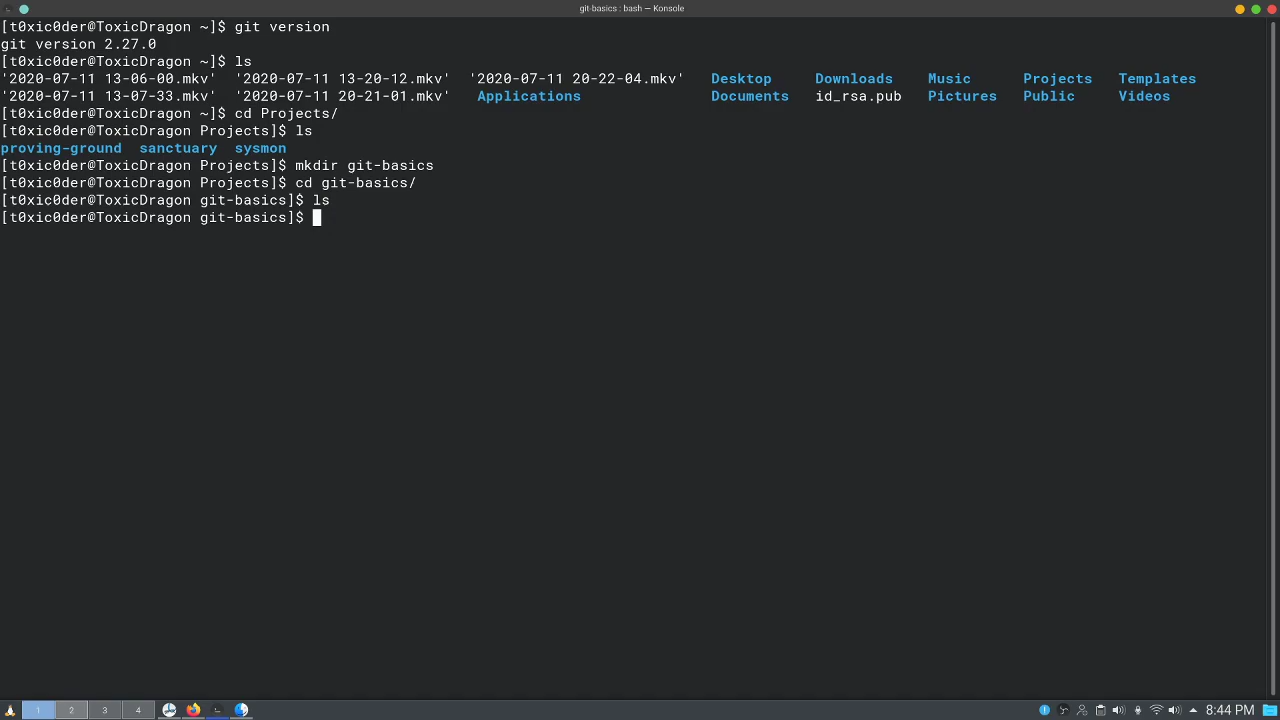 git-basics : bash — Konsole
[t0xic0der@ToxicDragon ~]$ git version
git version 2.27.0
[t0xic0der@ToxicDragon ~]$ ls
'2020-07-11 13-06-00.mkv'  '2020-07-11 13-20-12.mkv'  '2020-07-11 20-22-04.mkv'   Desktop     Downloads    Music      Projects   Templates
'2020-07-11 13-07-33.mkv'  '2020-07-11 20-21-01.mkv'   Applications               Documents   id_rsa.pub   Pictures   Public     Videos
[t0xic0der@ToxicDragon ~]$ cd Projects/
[t0xic0der@ToxicDragon Projects]$ ls
proving-ground  sanctuary  sysmon
[t0xic0der@ToxicDragon Projects]$ mkdir git-basics
[t0xic0der@ToxicDragon Projects]$ cd git-basics/
[t0xic0der@ToxicDragon git-basics]$ ls
[t0xic0der@ToxicDragon git-basics]$
1 2 3 4 8:44 PM